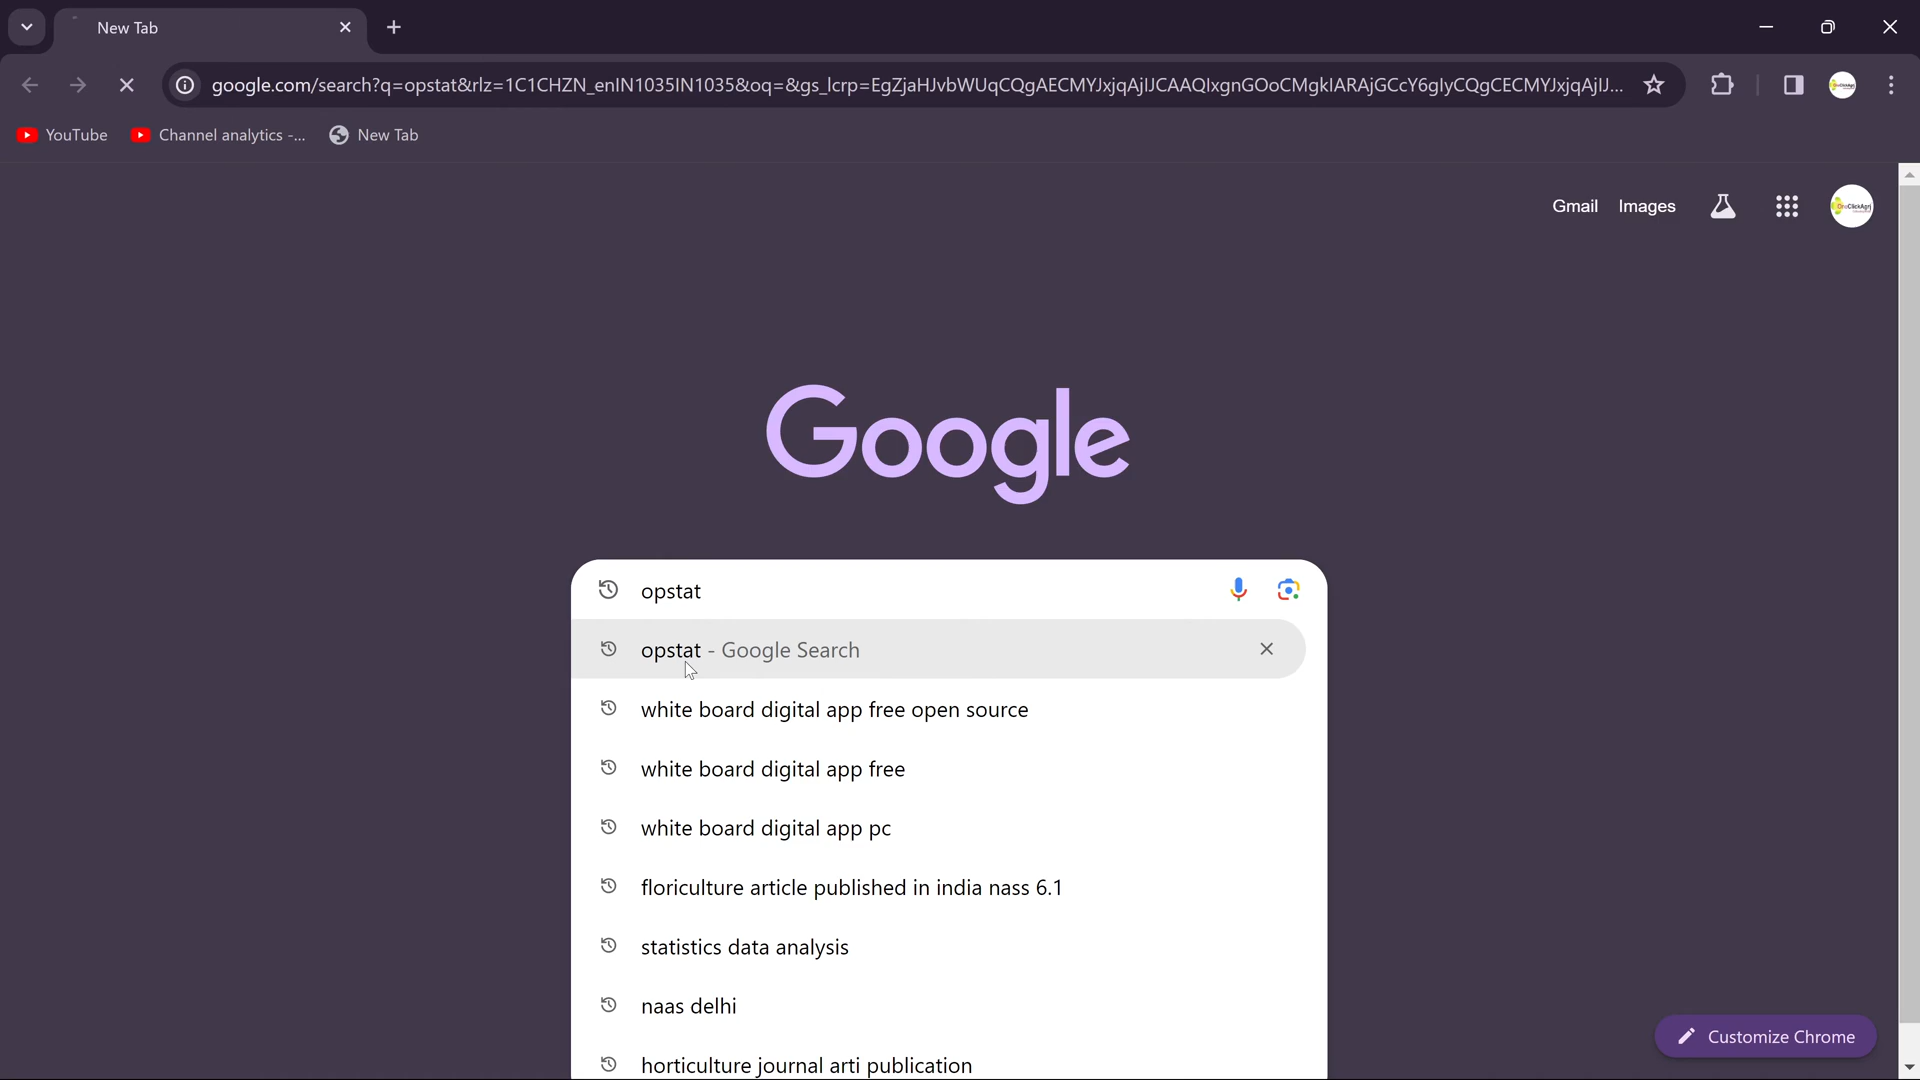 New Tab
google.com/search?q=opstat&rlz=1C1CHZN_enIN1035IN1035&oq=&gs_lcrp=EgZjaHJvbWUqCQgAECMYJxjqAjIJCAAQIxgnGOoCMgkIARAjGCcY6gIyCQgCECMYJxjqAjIJ...
YouTube
Channel analytics -...
New Tab
Gmail
Images
OneClickAgri
Google
opstat
opstat - Google Search
white board digital app free open source
white board digital app free
white board digital app pc
floriculture article published in india nass 6.1
statistics data analysis
naas delhi
horticulture journal arti publication
Customize Chrome